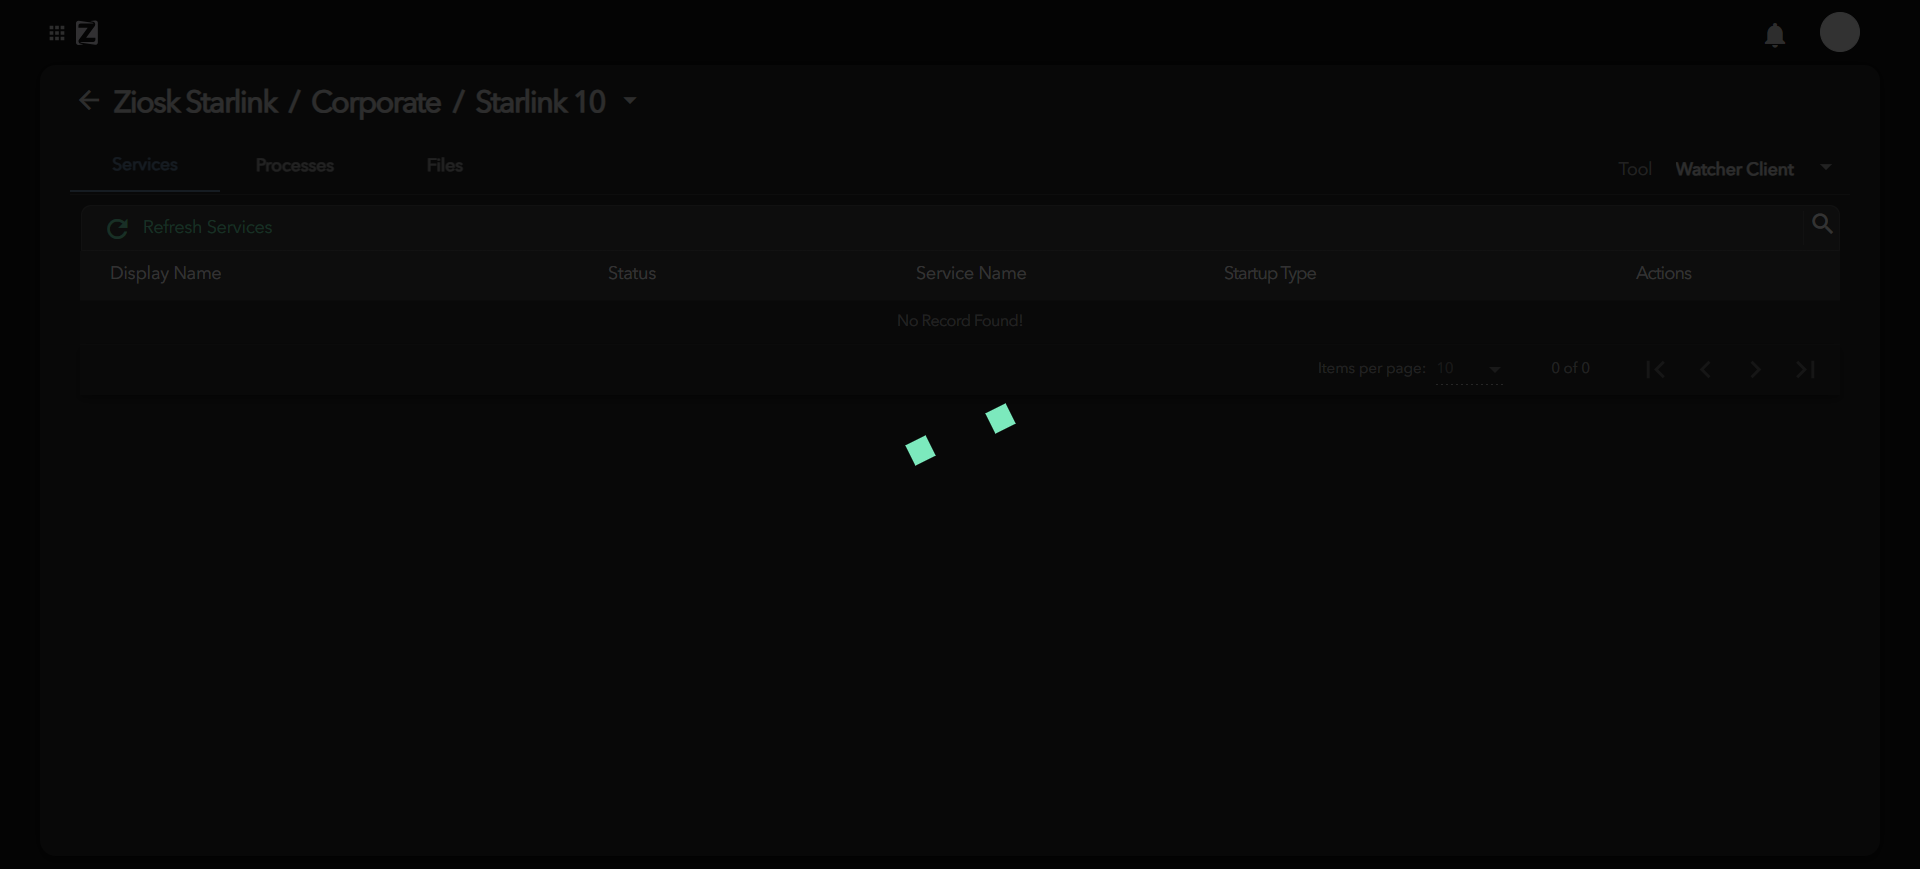 Z
Ziosk Starlink / Corporate / Starlink 10
Services Processes Files Tool Watcher Client
Refresh Services
Display Name Status Service Name Startup Type Actions
No Record Found!
Items per page: 10 0 of 0